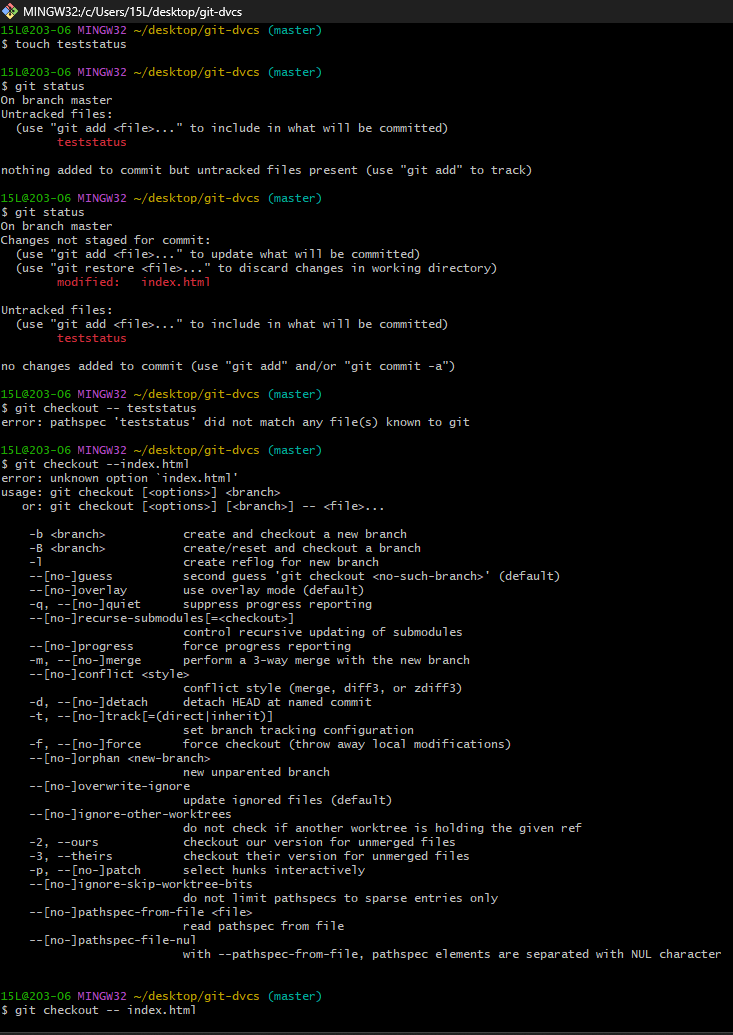 MINGW32:/c/Users/15L/desktop/git-dvcs
15L@203-06 MINGW32 ~/desktop/git-dvcs (master)
$ touch teststatus
15L@203-06 MINGW32 ~/desktop/git-dvcs (master)
$ git status
On branch master
Untracked files:
  (use "git add <file>..." to include in what will be committed)
        teststatus
nothing added to commit but untracked files present (use "git add" to track)
15L@203-06 MINGW32 ~/desktop/git-dvcs (master)
$ git status
On branch master
Changes not staged for commit:
  (use "git add <file>..." to update what will be committed)
  (use "git restore <file>..." to discard changes in working directory)
        modified:   index.html
Untracked files:
  (use "git add <file>..." to include in what will be committed)
        teststatus
no changes added to commit (use "git add" and/or "git commit -a")
15L@203-06 MINGW32 ~/desktop/git-dvcs (master)
$ git checkout -- teststatus
error: pathspec 'teststatus' did not match any file(s) known to git
15L@203-06 MINGW32 ~/desktop/git-dvcs (master)
$ git checkout --index.html
error: unknown option `index.html'
usage: git checkout [<options>] <branch>
   or: git checkout [<options>] [<branch>] -- <file>...
    -b <branch>           create and checkout a new branch
    -B <branch>           create/reset and checkout a branch
    -l                    create reflog for new branch
    --[no-]guess          second guess 'git checkout <no-such-branch>' (default)
    --[no-]overlay        use overlay mode (default)
    -q, --[no-]quiet      suppress progress reporting
    --[no-]recurse-submodules[=<checkout>]
                          control recursive updating of submodules
    --[no-]progress       force progress reporting
    -m, --[no-]merge      perform a 3-way merge with the new branch
    --[no-]conflict <style>
                          conflict style (merge, diff3, or zdiff3)
    -d, --[no-]detach     detach HEAD at named commit
    -t, --[no-]track[=(direct|inherit)]
                          set branch tracking configuration
    -f, --[no-]force      force checkout (throw away local modifications)
    --[no-]orphan <new-branch>
                          new unparented branch
    --[no-]overwrite-ignore
                          update ignored files (default)
    --[no-]ignore-other-worktrees
                          do not check if another worktree is holding the given ref
    -2, --ours            checkout our version for unmerged files
    -3, --theirs          checkout their version for unmerged files
    -p, --[no-]patch      select hunks interactively
    --[no-]ignore-skip-worktree-bits
                          do not limit pathspecs to sparse entries only
    --[no-]pathspec-from-file <file>
                          read pathspec from file
    --[no-]pathspec-file-nul
                          with --pathspec-from-file, pathspec elements are separated with NUL character
15L@203-06 MINGW32 ~/desktop/git-dvcs (master)
$ git checkout -- index.html